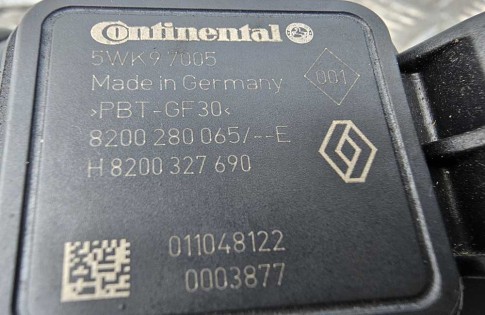 Continental
5WK9 7005
Made in Germany
001
>PBT-GF30<
8200 280 065/--E
H 8200 327 690
011048122
0003877